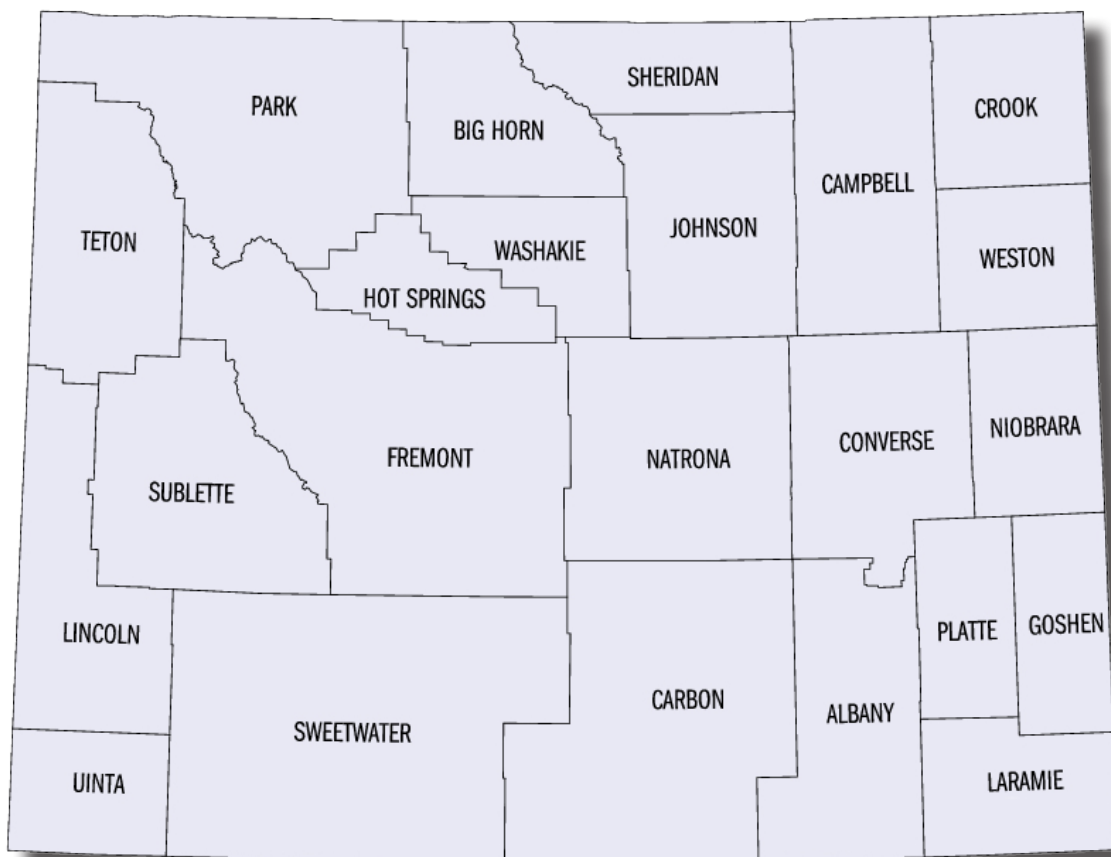 SHERIDAN
PARK
CROOK
BIG HORN
CAMPBELL
JOHNSON
TETON
WASHAKIE
WESTON
HOT SPRINGS
NIOBRARA
CONVERSE
FREMONT
NATRONA
SUBLETTE
GOSHEN
PLATTE
LINCOLN
CARBON
ALBANY
SWEETWATER
LARAMIE
UINTA